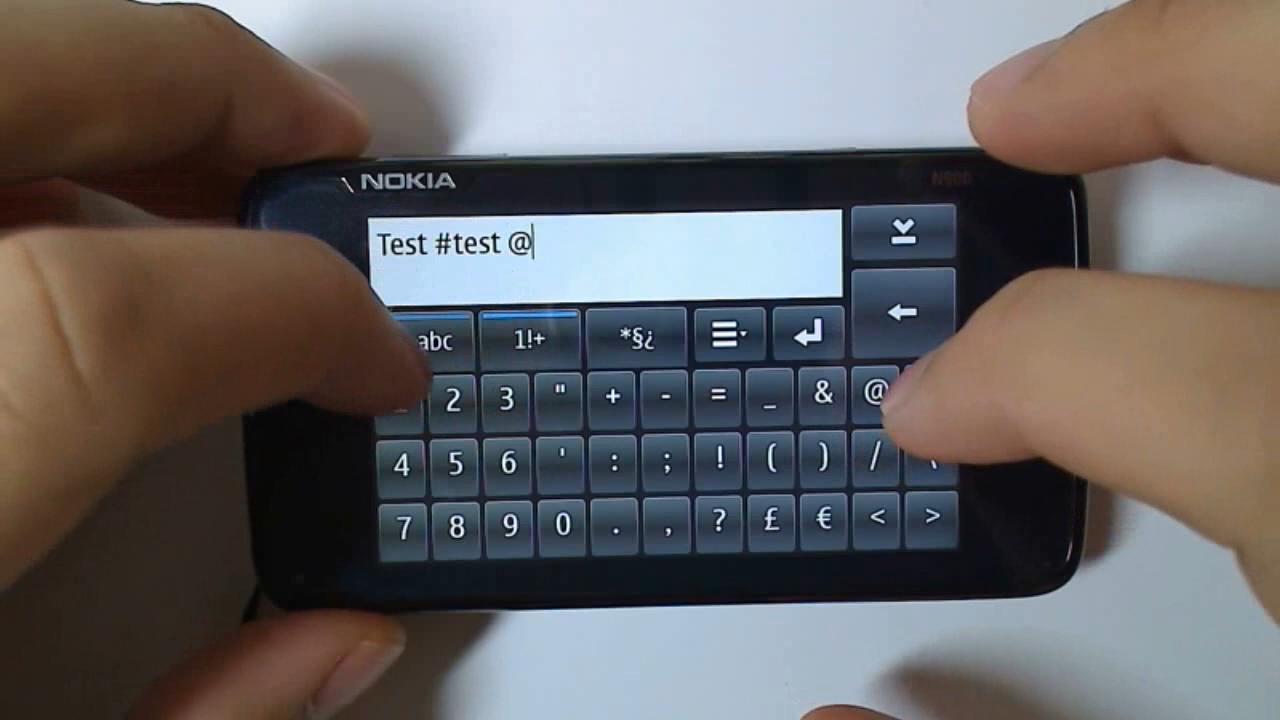 NOKIA N900
Test #test @
abc 1!+ *§¿
2 3 " + - = _ & @
4 5 6 ' : ; ! ( ) /
7 8 9 0 . , ? £ € < >